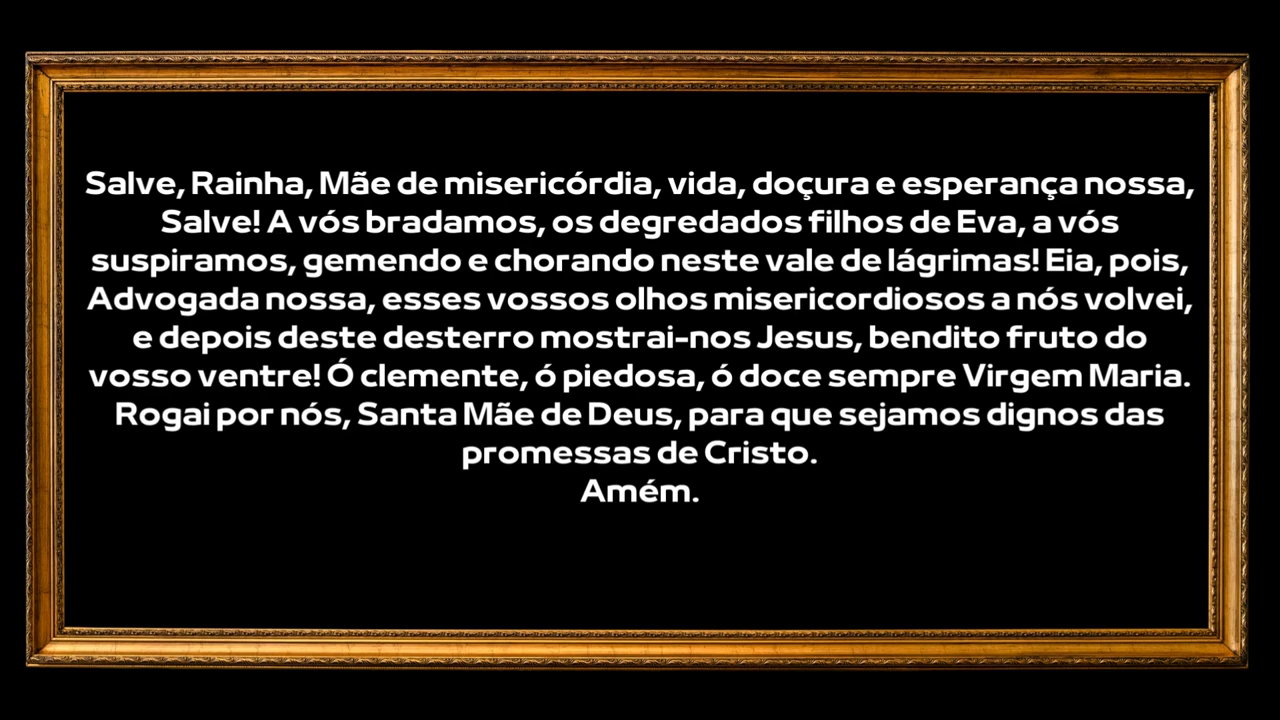 Salve, Rainha, Mãe de misericórdia, vida, doçura e esperança nossa,
Salve! A vós bradamos, os degredados filhos de Eva, a vós
suspiramos, gemendo e chorando neste vale de lágrimas! Eia, pois,
Advogada nossa, esses vossos olhos misericordiosos a nós volvei,
e depois deste desterro mostrai-nos Jesus, bendito fruto do
vosso ventre! Ó clemente, ó piedosa, ó doce sempre Virgem Maria.
Rogai por nós, Santa Mãe de Deus, para que sejamos dignos das
promessas de Cristo.
Amém.